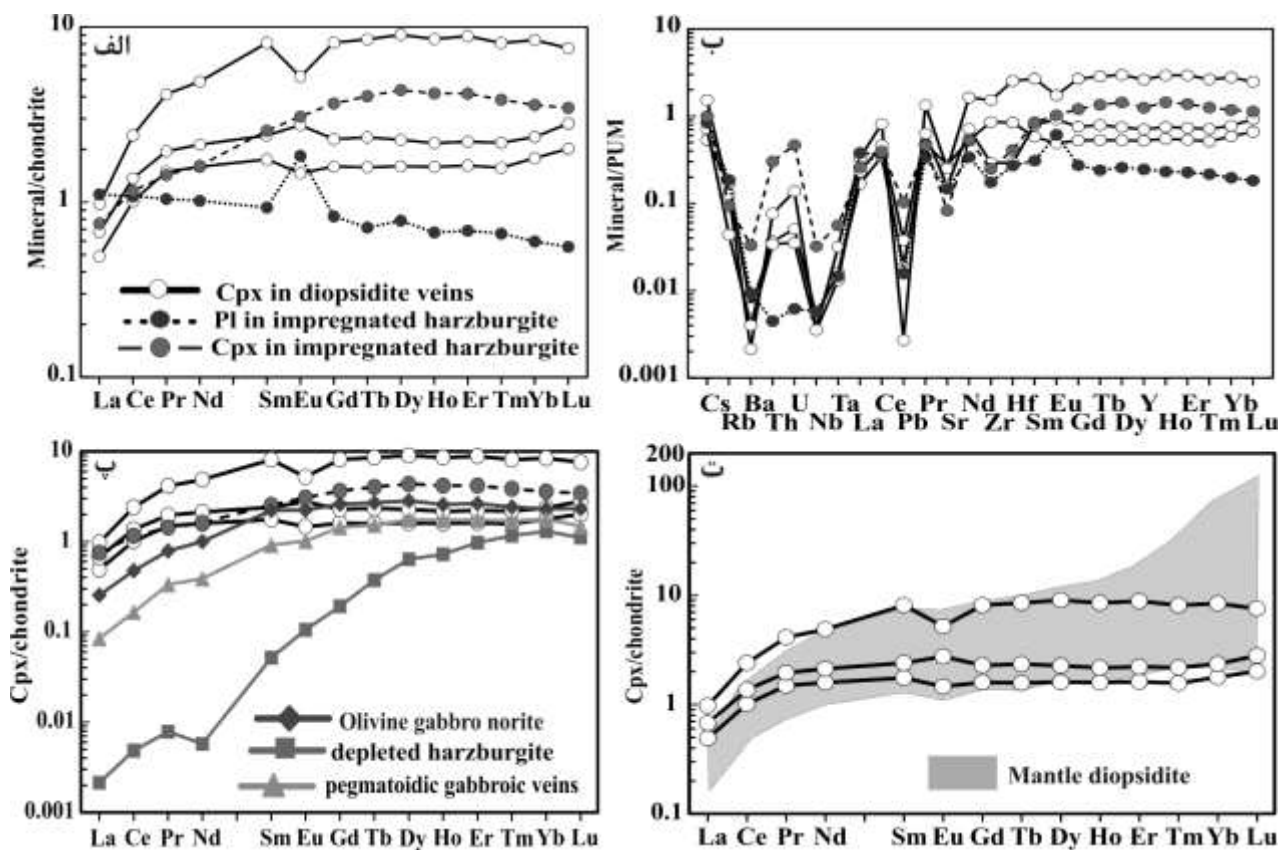 الف
10
1
0.1
Mineral/chondrite
Cpx in diopsidite veins
Pl in impregnated harzburgite
Cpx in impregnated harzburgite
La Ce Pr Nd Sm Eu Gd Tb Dy Ho Er Tm Yb Lu
ب
10
1
0.1
0.01
0.001
Mineral/PUM
Cs Ba U Ta Ce Pr Nd Hf Eu Tb Y Er Yb
Rb Th Nb La Pb Sr Zr Sm Gd Dy Ho Tm Lu
پ
10
1
0.1
0.01
0.001
Cpx/chondrite
Olivine gabbro norite
depleted harzburgite
pegmatoidic gabbroic veins
La Ce Pr Nd Sm Eu Gd Tb Dy Ho Er Tm Yb Lu
ت
200
100
10
1
0.1
Cpx/chondrite
Mantle diopsidite
La Ce Pr Nd Sm Eu Gd Tb Dy Ho Er Tm Yb Lu